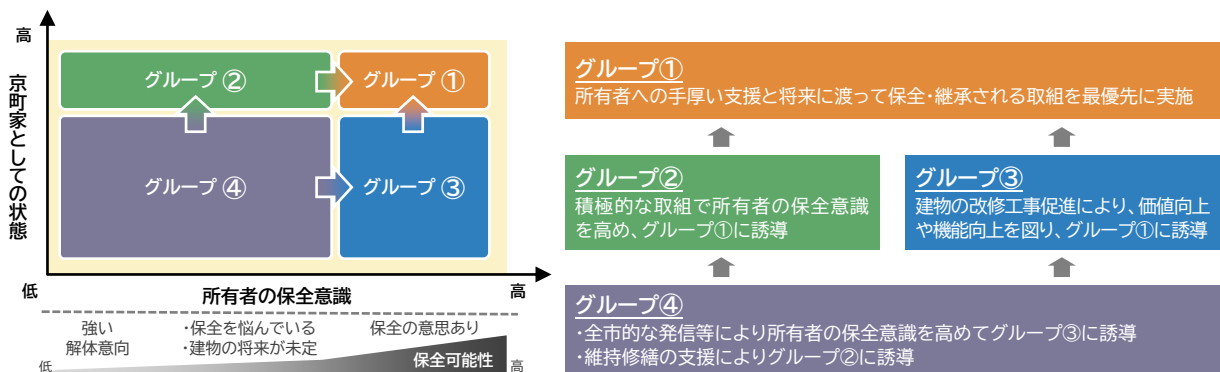 高
京町家としての状態
グループ②
グループ①
グループ④
グループ③
低
所有者の保全意識
高
強い
解体意向
・保全を悩んでいる
・建物の将来が未定
保全の意思あり
低
保全可能性
高
グループ①
所有者への手厚い支援と将来に渡って保全・継承される取組を最優先に実施
グループ②
積極的な取組で所有者の保全意識
を高め、グループ①に誘導
グループ③
建物の改修工事促進により、価値向上
や機能向上を図り、グループ①に誘導
グループ④
・全市的な発信等により所有者の保全意識を高めてグループ③に誘導
・維持修繕の支援によりグループ②に誘導